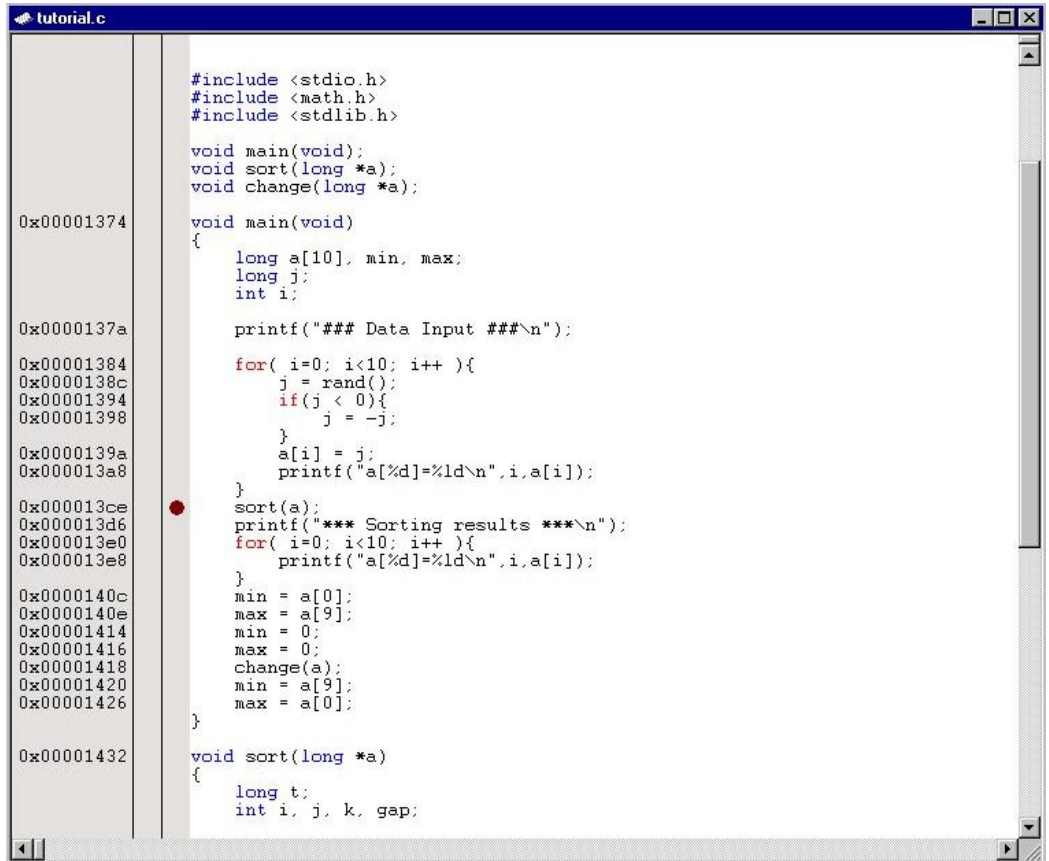 tutorial.c
#include <stdio.h>
#include <math.h>
#include <stdlib.h>
void main(void);
void sort(long *a);
void change(long *a);
0x00001374 void main(void)
{
long a[10], min, max;
long j;
int i;
0x0000137a printf("### Data Input ###\n");
0x00001384 for( i=0; i<10; i++ ){
0x0000138c j = rand();
0x00001394 if(j < 0){
0x00001398 j = -j;
}
0x0000139a a[i] = j;
0x000013a8 printf("a[%d]=%ld\n",i,a[i]);
}
0x000013ce sort(a);
0x000013d6 printf("*** Sorting results ***\n");
0x000013e0 for( i=0; i<10; i++ ){
0x000013e8 printf("a[%d]=%ld\n",i,a[i]);
}
0x0000140c min = a[0];
0x0000140e max = a[9];
0x00001414 min = 0;
0x00001416 max = 0;
0x00001418 change(a);
0x00001420 min = a[9];
0x00001426 max = a[0];
}
0x00001432 void sort(long *a)
{
long t;
int i, j, k, gap;